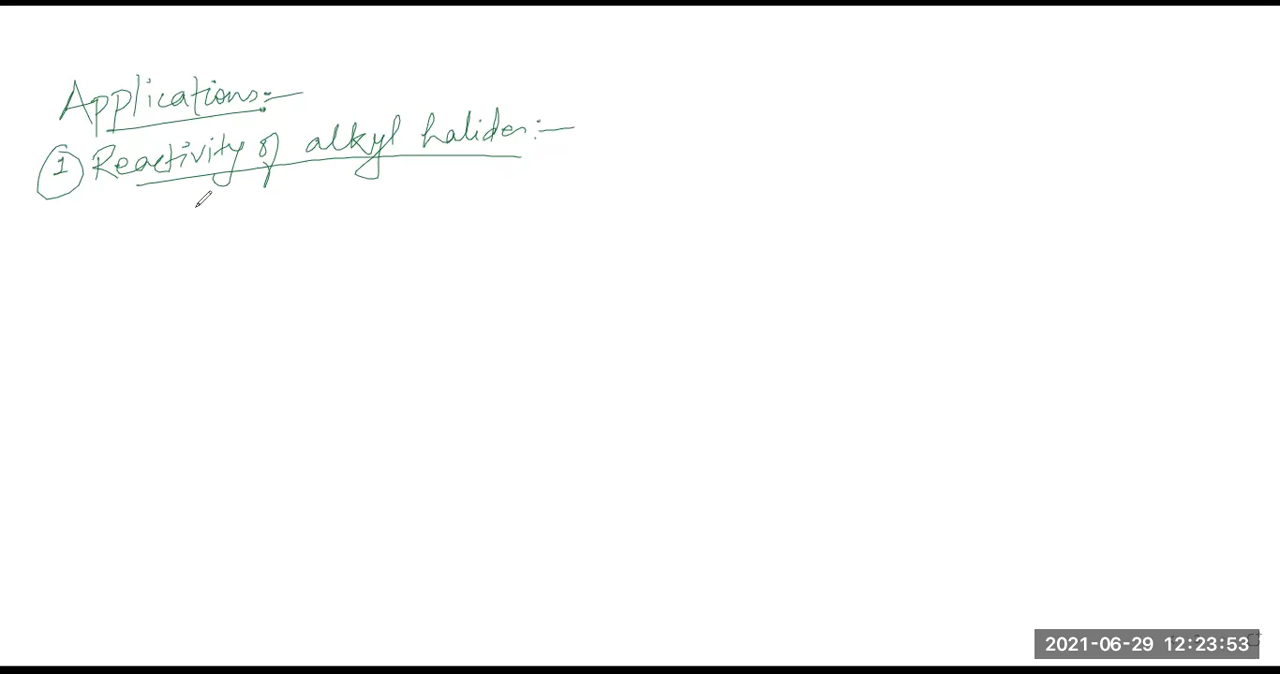 Applications:-
① Reactivity of alkyl halides:-
2021-06-29 12:23:53